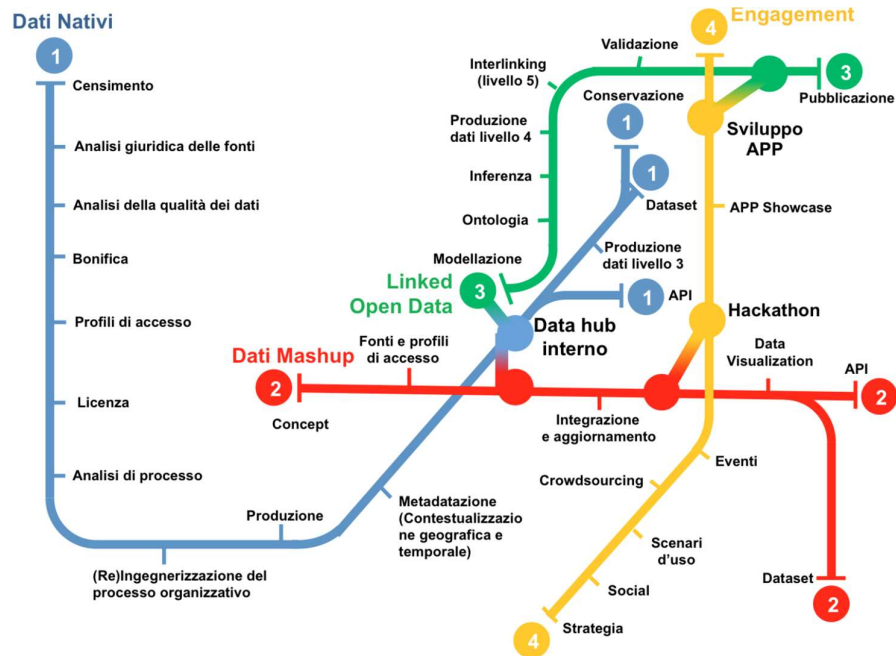 Dati Nativi
1
Censimento
Analisi giuridica delle fonti
Analisi della qualità dei dati
Bonifica
Profili di accesso
Licenza
Analisi di processo
(Re)Ingegnerizzazione del
processo organizzativo
Produzione
Metadatazione
(Contestualizzazio
ne geografica e
temporale)
Data hub
interno
Produzione
dati livello 3
Dataset
1
Conservazione
1
API
1
Dati Mashup
2
Concept
Fonti e profili
di accesso
Integrazione
e aggiornamento
Data
Visualization
API
2
Dataset
2
Linked
Open Data
3
Modellazione
Ontologia
Inferenza
Produzione
dati livello 4
Interlinking
(livello 5)
Validazione
Pubblicazione
3
Engagement
4
Sviluppo
APP
APP Showcase
Hackathon
Eventi
Crowdsourcing
Scenari
d'uso
Social
Strategia
4